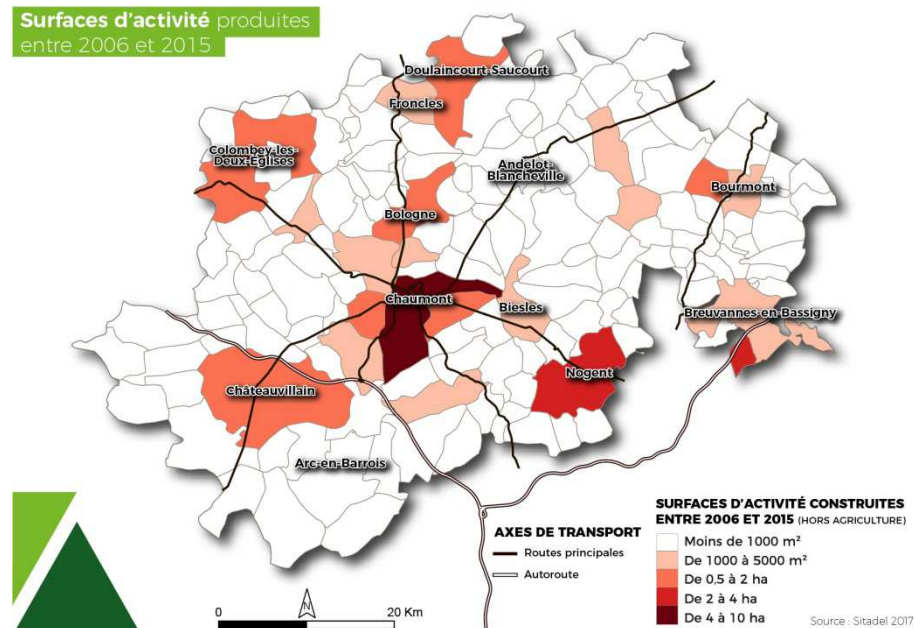 Surfaces d'activité produites
entre 2006 et 2015
Doulaincourt-Saucourt
Froncles
Colombey-les-
Deux-Églises
Andelot-
Blancheville
Bourmont
Bologne
Chaumont
Biesles
Breuvannes-en-Bassigny
Nogent
Châteauvillain
Arc-en-Barrois
AXES DE TRANSPORT
Routes principales
Autoroute
SURFACES D'ACTIVITÉ CONSTRUITES
ENTRE 2006 ET 2015 (HORS AGRICULTURE)
Moins de 1000 m²
De 1000 à 5000 m²
De 0,5 à 2 ha
De 2 à 4 ha
De 4 à 10 ha
N
0 20 Km
Source : Sitadel 2017